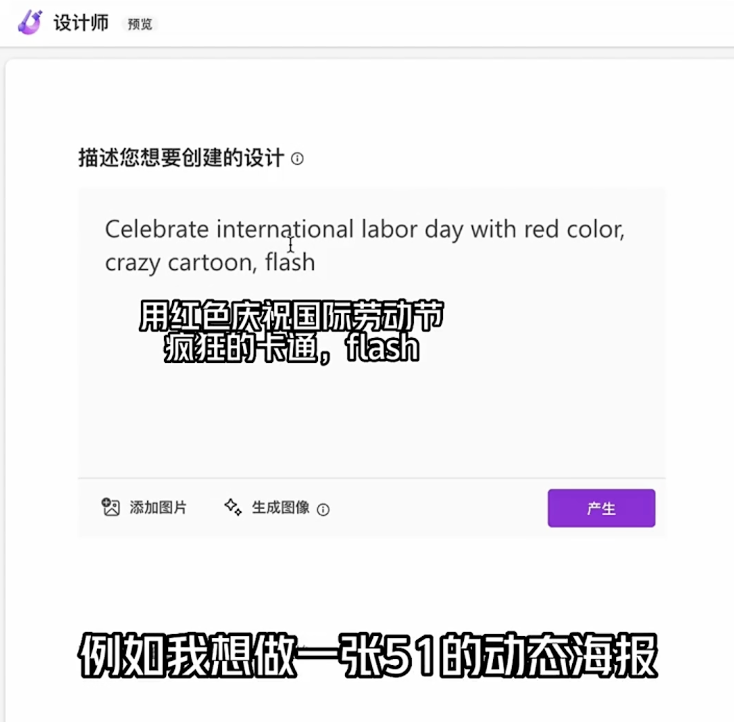 设计师 预览
描述您想要创建的设计
Celebrate international labor day with red color,
crazy cartoon, flash
用红色庆祝国际劳动节
疯狂的卡通，flash
添加图片 生成图像 产生
例如我想做一张51的动态海报